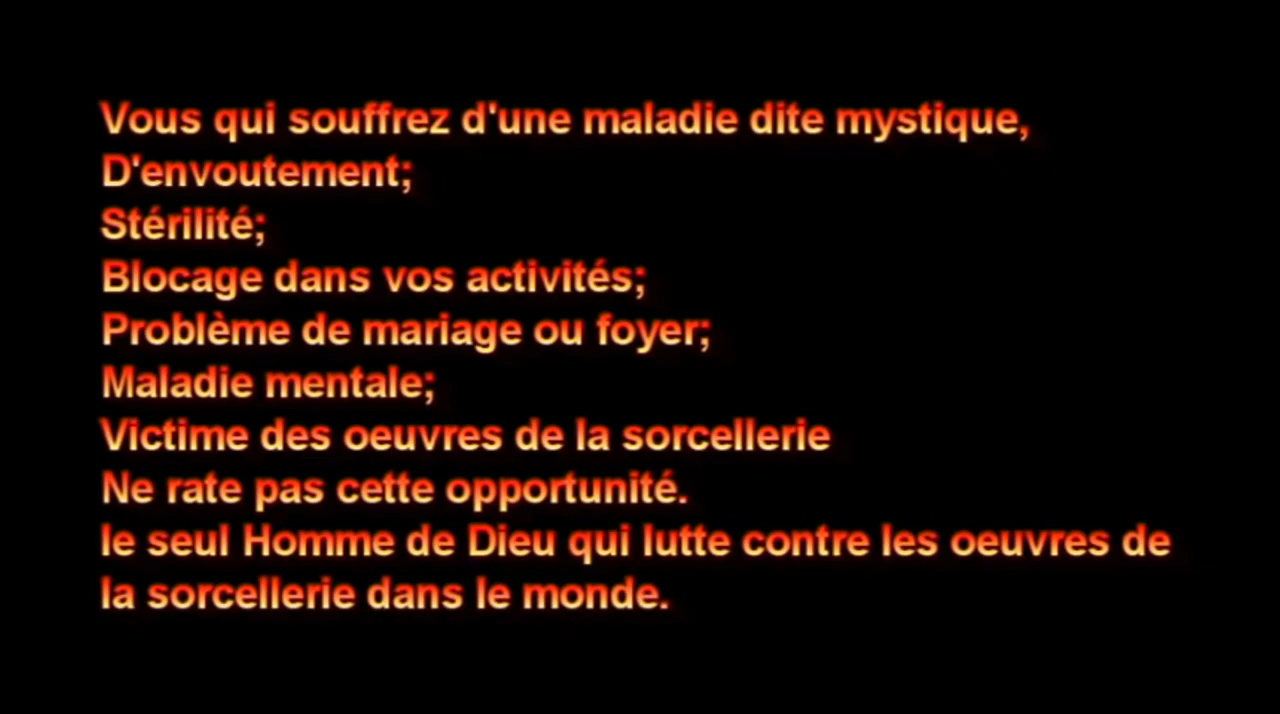 Vous qui souffrez d'une maladie dite mystique,
D'envoutement;
Stérilité;
Blocage dans vos activités;
Problème de mariage ou foyer;
Maladie mentale;
Victime des oeuvres de la sorcellerie
Ne rate pas cette opportunité.
le seul Homme de Dieu qui lutte contre les oeuvres de
la sorcellerie dans le monde.